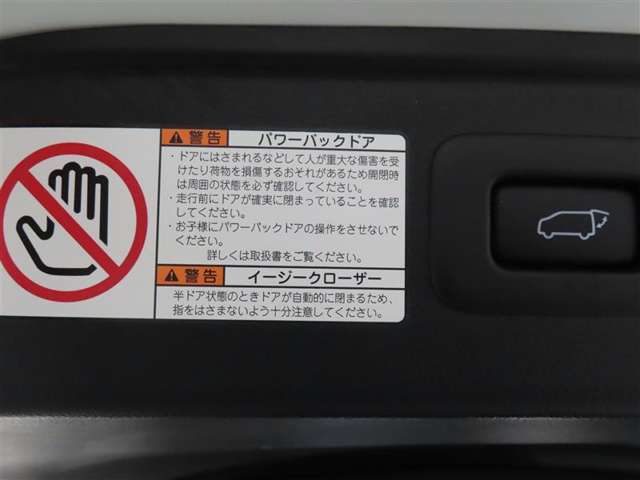 警告 パワーバックドア
・ドアにはさまれるなどして人が重大な傷害を受
けたり荷物を損傷するおそれがあるため開閉時
は周囲の状態を必ず確認してください。
・走行前にドアが確実に閉まっていることを確認
してください。
・お子様にパワーバックドアの操作をさせないで
ください。
詳しくは取扱書をご覧ください。
警告 イージークローザー
半ドア状態のときドアが自動的に閉まるため、
指をはさまないよう十分注意してください。